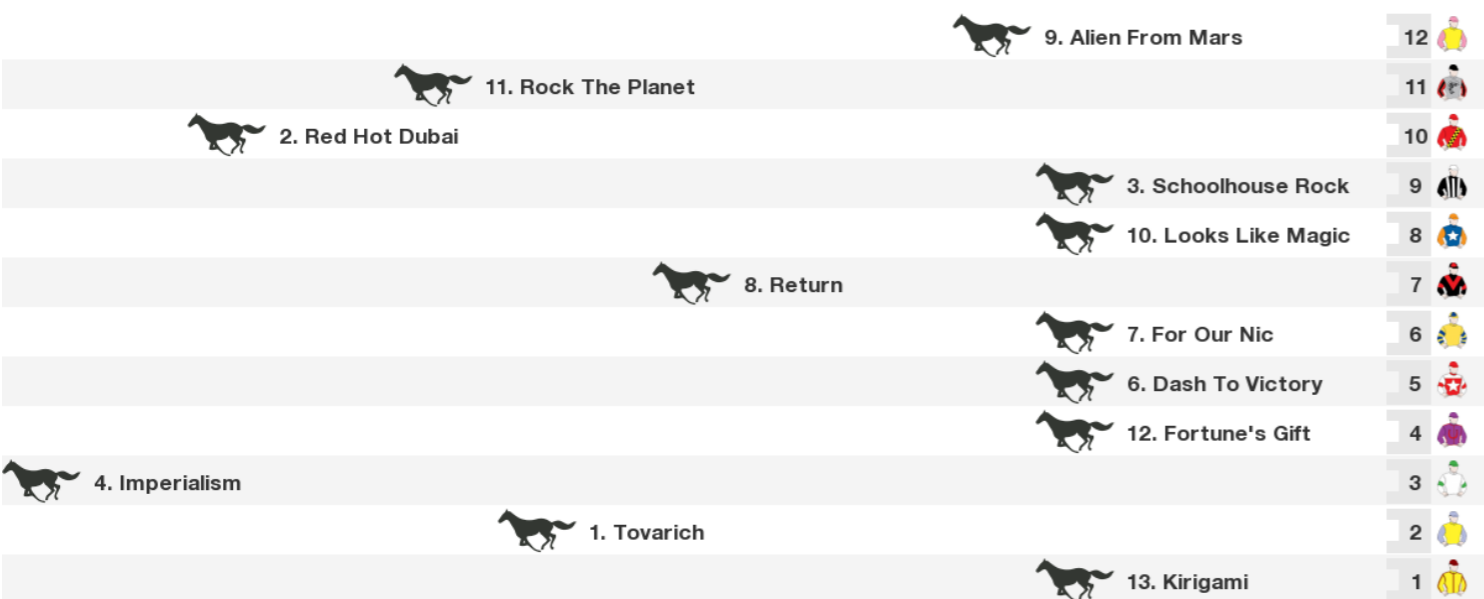 9. Alien From Mars 12
11. Rock The Planet 11
2. Red Hot Dubai 10
3. Schoolhouse Rock 9
10. Looks Like Magic 8
8. Return 7
7. For Our Nic 6
6. Dash To Victory 5
12. Fortune's Gift 4
4. Imperialism 3
1. Tovarich 2
13. Kirigami 1